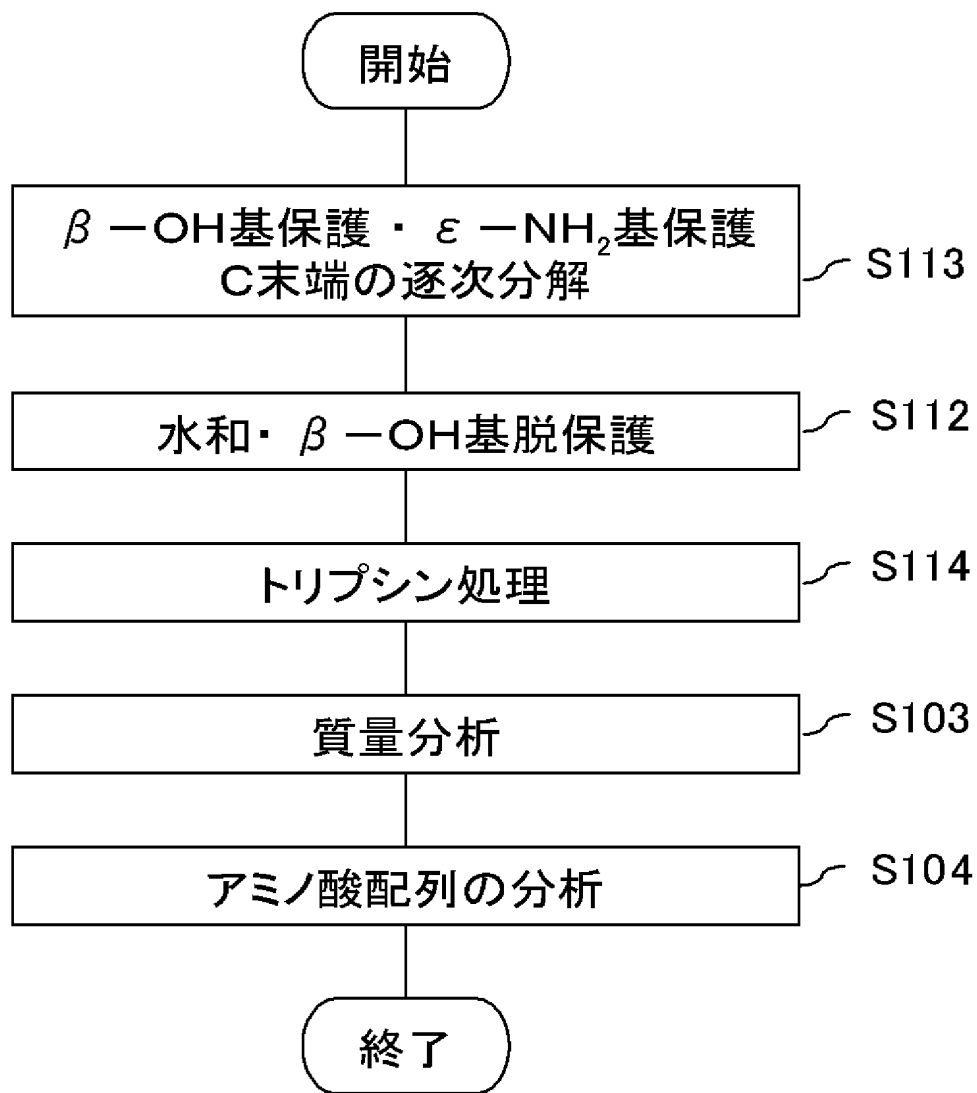 開始
β－OH基保護・ε－NH₂基保護
C末端の逐次分解
S113
水和・β－OH基脱保護
S112
トリプシン処理
S114
質量分析
S103
アミノ酸配列の分析
S104
終了